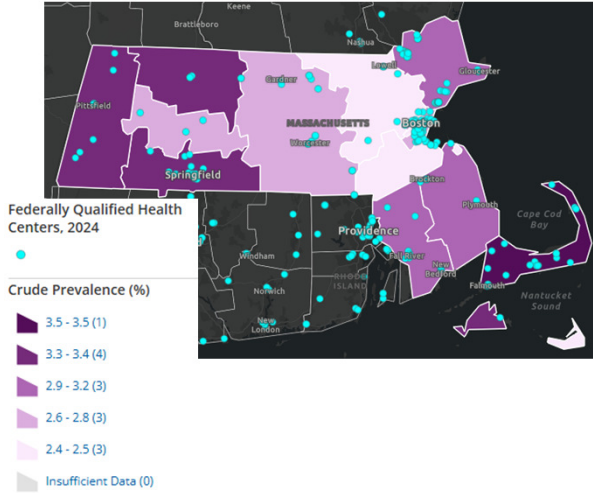 Keene
Brattleboro
Nashua
Lowell
Gloucester
Gardner
Pittsfield
MASSACHUSETTS
Boston
Worcester
Springfield
Brockton
Plymouth
Cape Cod
Bay
Providence
Fall River
New
Bedford
Falmouth
Windham
RHODE
ISLAND
Nantucket
Sound
Norwich
New
London
Federally Qualified Health
Centers, 2024
Crude Prevalence (%)
3.5 - 3.5 (1)
3.3 - 3.4 (4)
2.9 - 3.2 (3)
2.6 - 2.8 (3)
2.4 - 2.5 (3)
Insufficient Data (0)